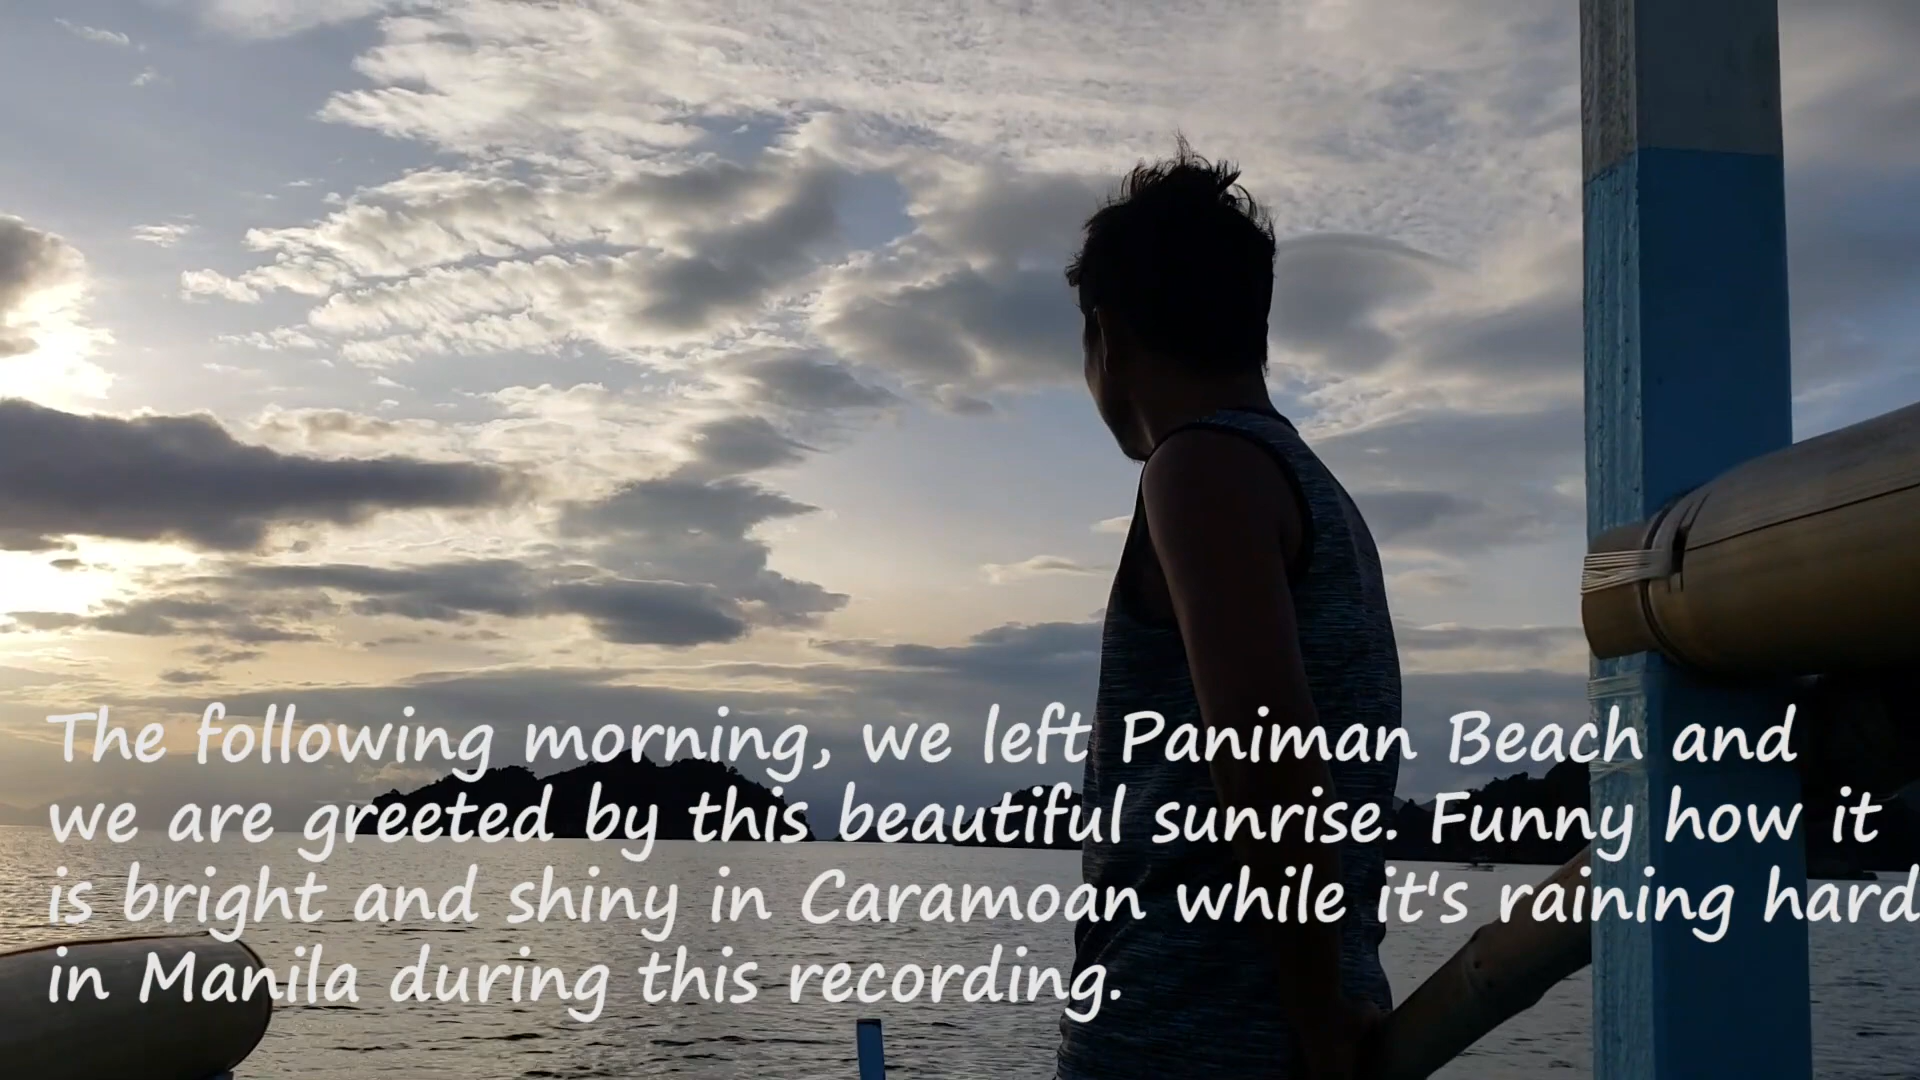 The following morning, we left Paniman Beach and
we are greeted by this beautiful sunrise. Funny how it
is bright and shiny in Caramoan while it's raining hard
in Manila during this recording.